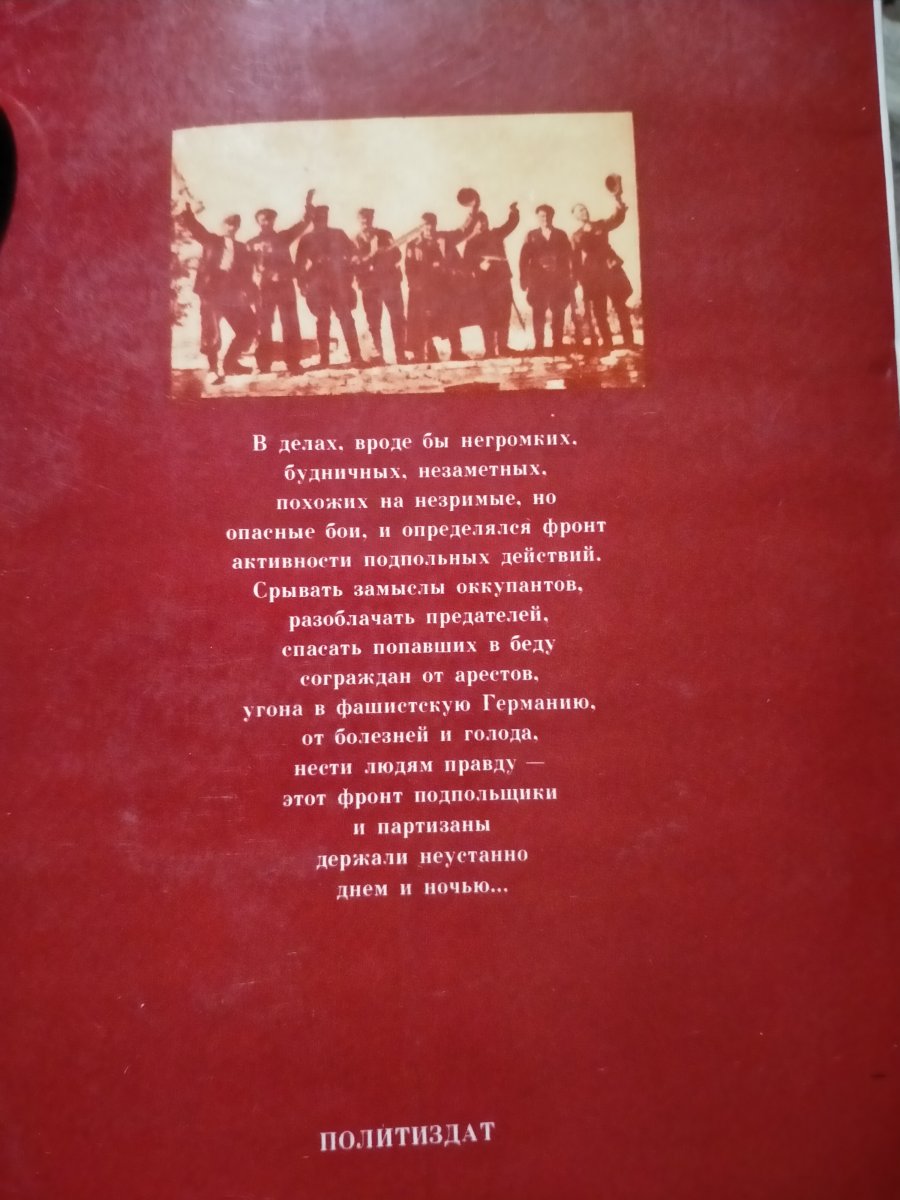 В делах, вроде бы негромких,
будничных, незаметных,
похожих на незримые, но
опасные бои, и определялся фронт
активности подпольных действий.
Срывать замыслы оккупантов,
разоблачать предателей,
спасать попавших в беду
сограждан от арестов,
угона в фашистскую Германию,
от болезней и голода,
нести людям правду —
этот фронт подпольщики
и партизаны
держали неустанно
днем и ночью...
ПОЛИТИЗДАТ